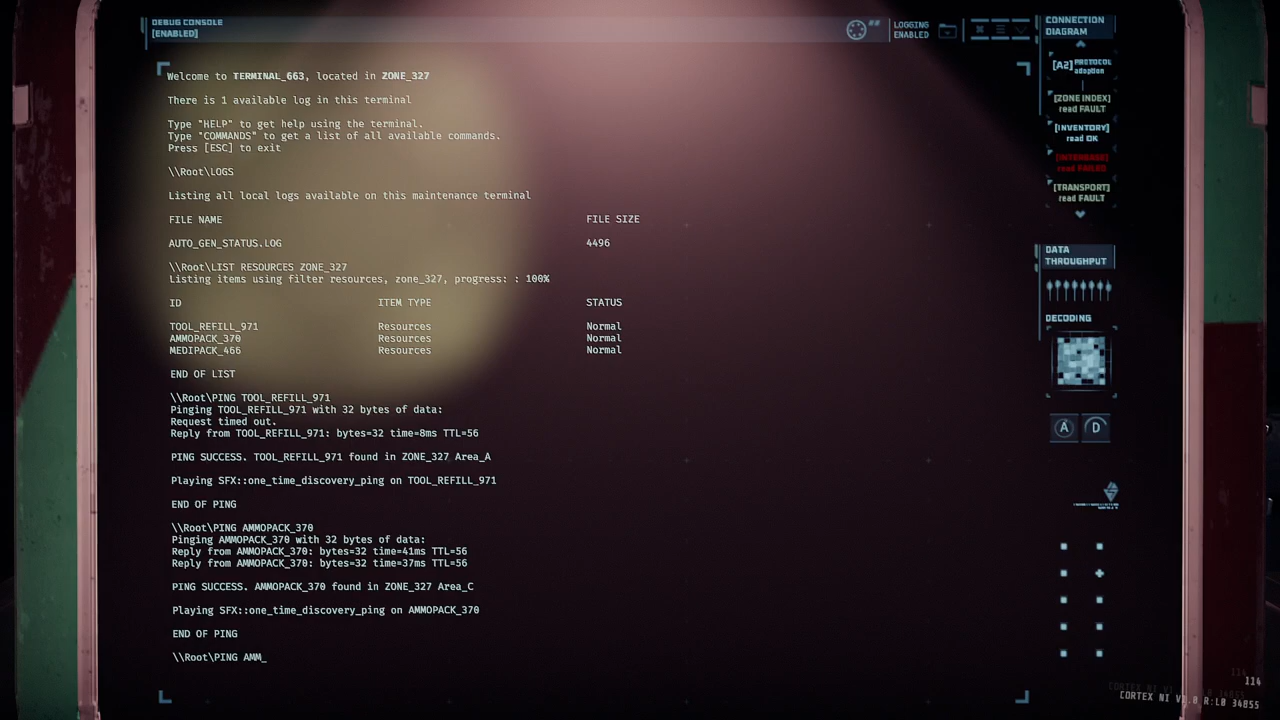 DEBUG CONSOLE
[ENABLED]
LOGGING
ENABLED
Welcome to TERMINAL_663, located in ZONE_327
There is 1 available log in this terminal
Type "HELP" to get help using the terminal.
Type "COMMANDS" to get a list of all available commands.
Press [ESC] to exit
\\Root\LOGS
Listing all local logs available on this maintenance terminal
FILE NAME FILE SIZE
AUTO_GEN_STATUS.LOG 4496
\\Root\LIST RESOURCES ZONE_327
Listing items using filter resources, zone_327, progress: : 100%
ID ITEM TYPE STATUS
TOOL_REFILL_971 Resources Normal
AMMOPACK_370 Resources Normal
MEDIPACK_466 Resources Normal
END OF LIST
\\Root\PING TOOL_REFILL_971
Pinging TOOL_REFILL_971 with 32 bytes of data:
Request timed out.
Reply from TOOL_REFILL_971: bytes=32 time=8ms TTL=56
PING SUCCESS. TOOL_REFILL_971 found in ZONE_327 Area_A
Playing SFX::one_time_discovery_ping on TOOL_REFILL_971
END OF PING
\\Root\PING AMMOPACK_370
Pinging AMMOPACK_370 with 32 bytes of data:
Reply from AMMOPACK_370: bytes=32 time=41ms TTL=56
Reply from AMMOPACK_370: bytes=32 time=37ms TTL=56
PING SUCCESS. AMMOPACK_370 found in ZONE_327 Area_C
Playing SFX::one_time_discovery_ping on AMMOPACK_370
END OF PING
\\Root\PING AMM_
CONNECTION
DIAGRAM
[A2] PROTOCOL
adoption
[ZONE INDEX]
read FAULT
[INVENTORY]
read OK
read FAILED
[TRANSPORT]
read FAULT
DATA
THROUGHPUT
DECODING
A D
114
CORTEX NI V1.0 R:L0 34855